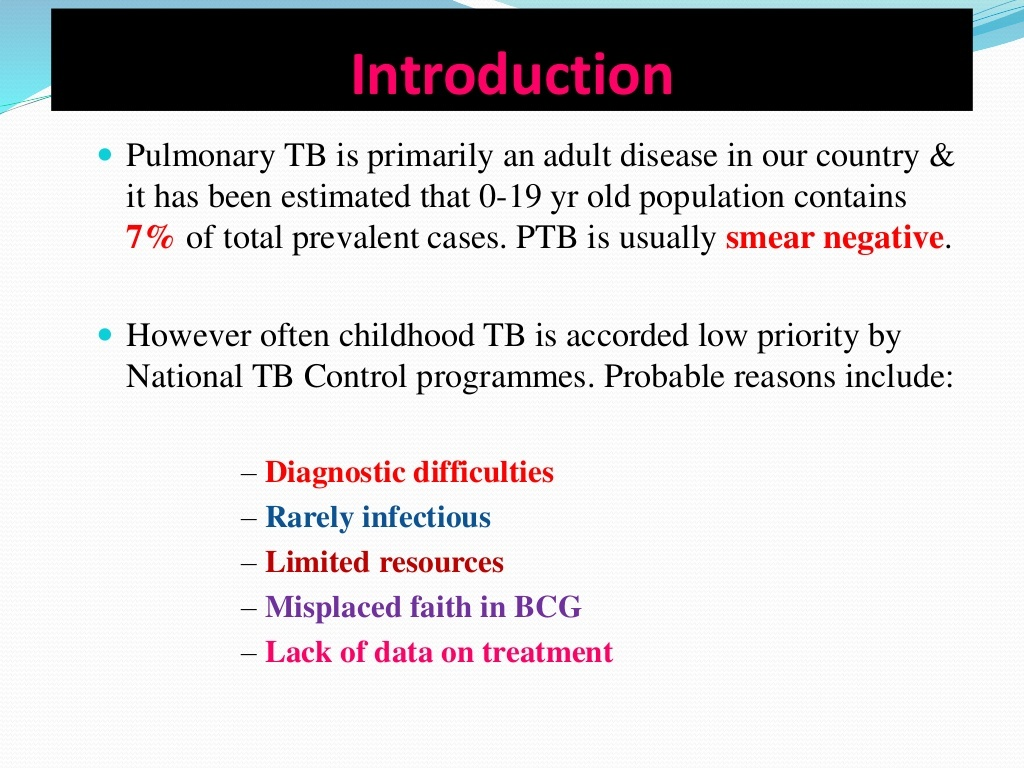 Introduction
• Pulmonary TB is primarily an adult disease in our country &
it has been estimated that 0-19 yr old population contains
7% of total prevalent cases. PTB is usually smear negative.
• However often childhood TB is accorded low priority by
National TB Control programmes. Probable reasons include:
– Diagnostic difficulties
– Rarely infectious
– Limited resources
– Misplaced faith in BCG
– Lack of data on treatment